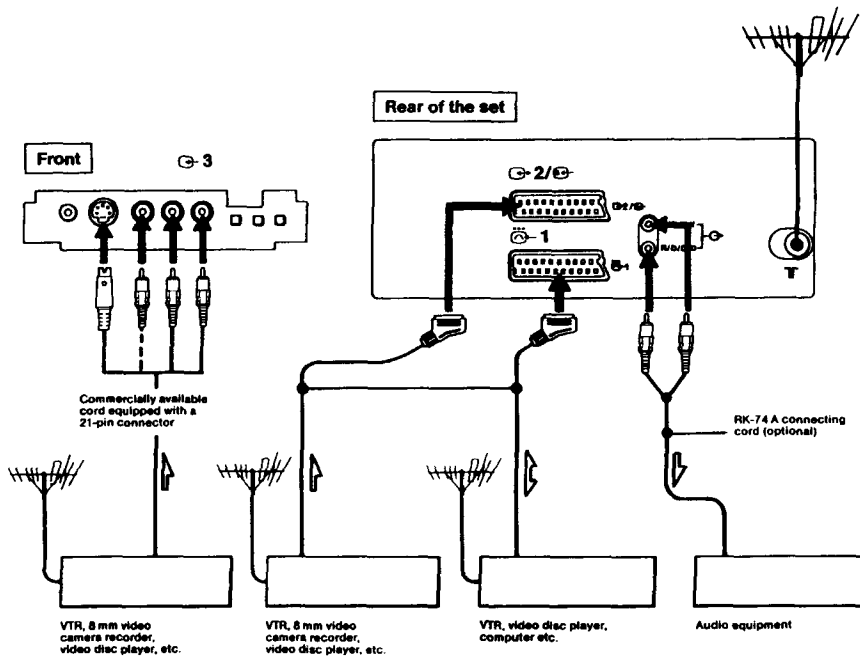 Rear of the set
Front
3
2/
1
Commercially available
cord equipped with a
21-pin connector
RK-74 A connecting
cord (optional)
VTR, 8 mm video
camera recorder,
video disc player, etc.
VTR, 8 mm video
camera recorder,
video disc player, etc.
VTR, video disc player,
computer etc.
Audio equipment